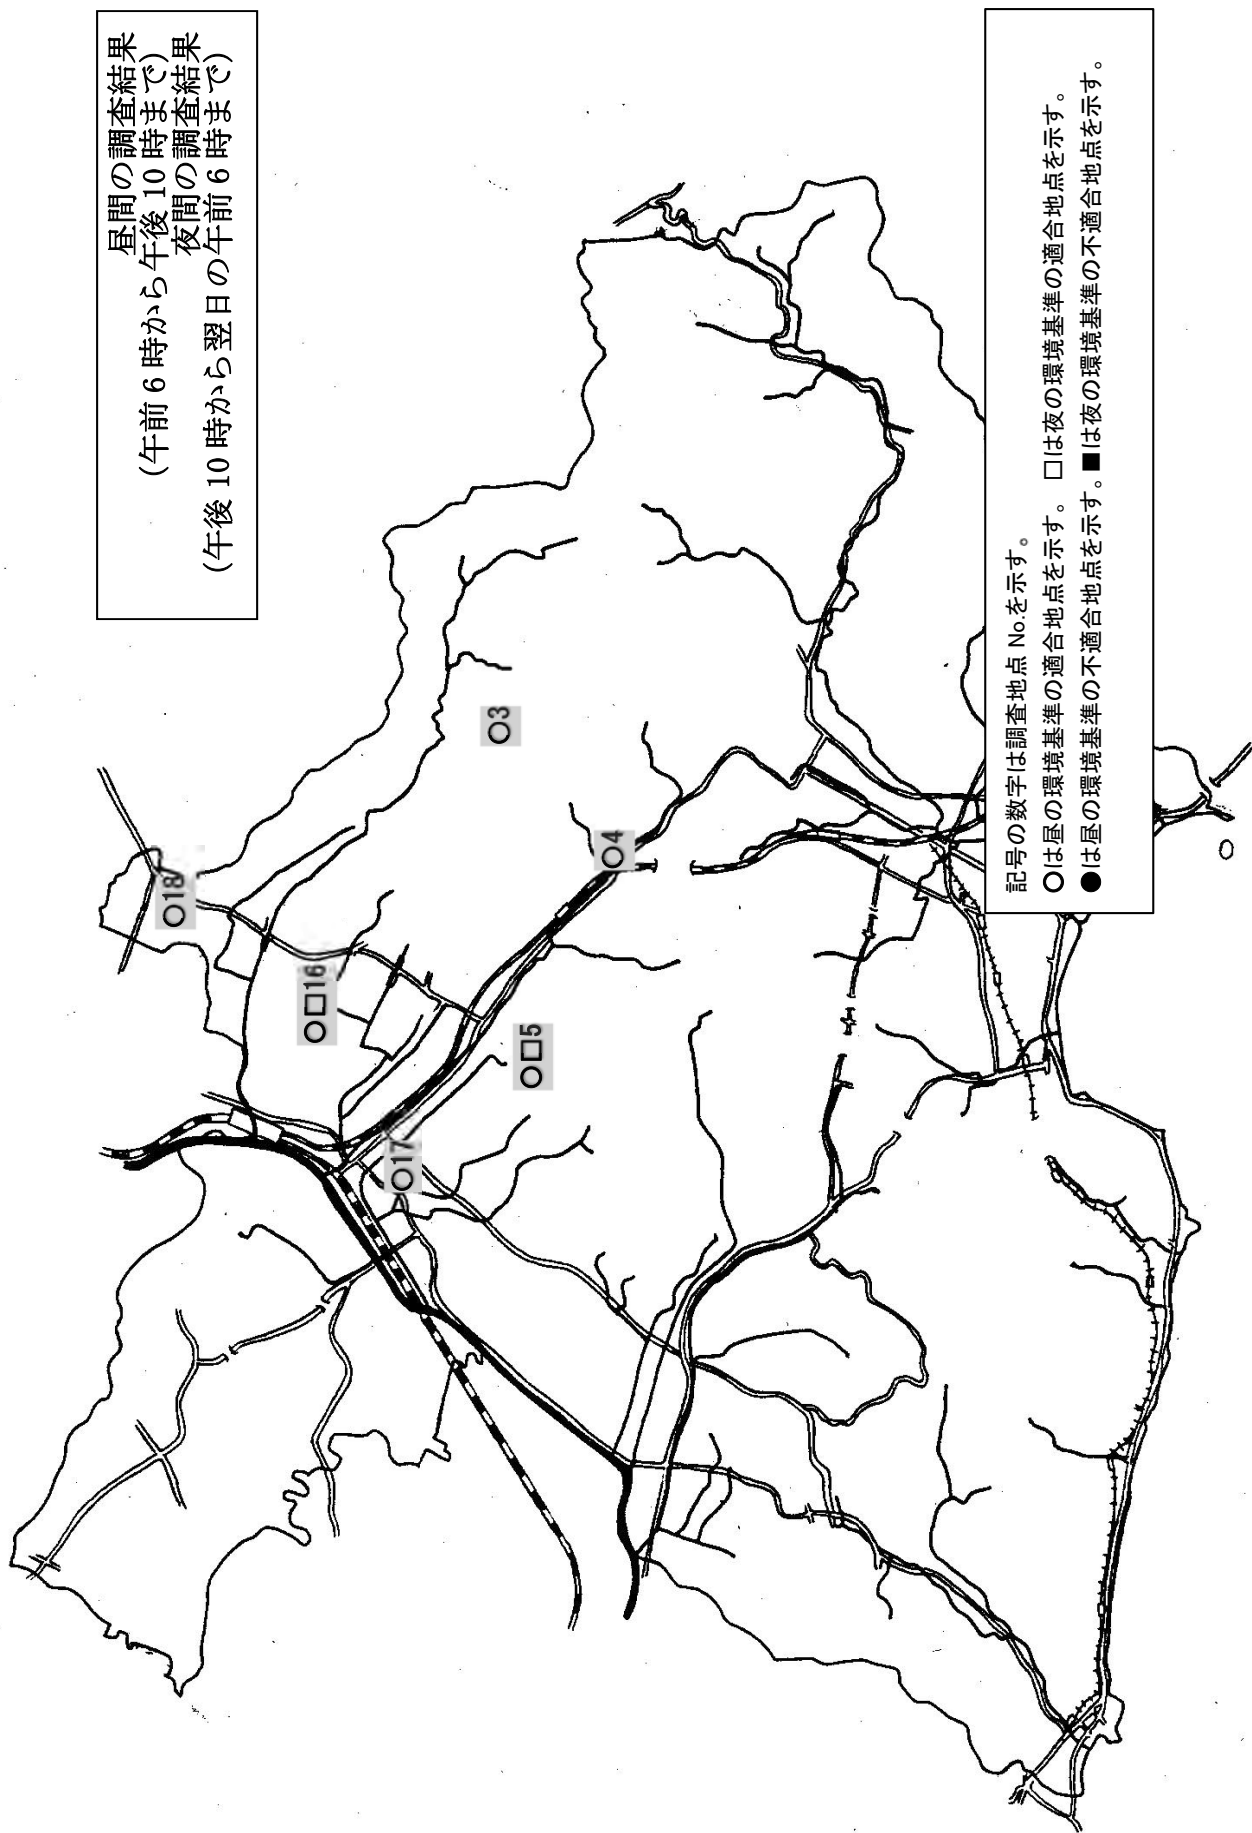 昼間の調査結果
(午前 6 時から午後 10 時まで)
夜間の調査結果
(午後 10 時から翌日の午前 6 時まで)
○18
○□16
○17
○3
○□5
○4
記号の数字は調査地点 No.を示す。
○は昼の環境基準の適合地点を示す。 □は夜の環境基準の適合地点を示す。
●は昼の環境基準の不適合地点を示す。■は夜の環境基準の不適合地点を示す。